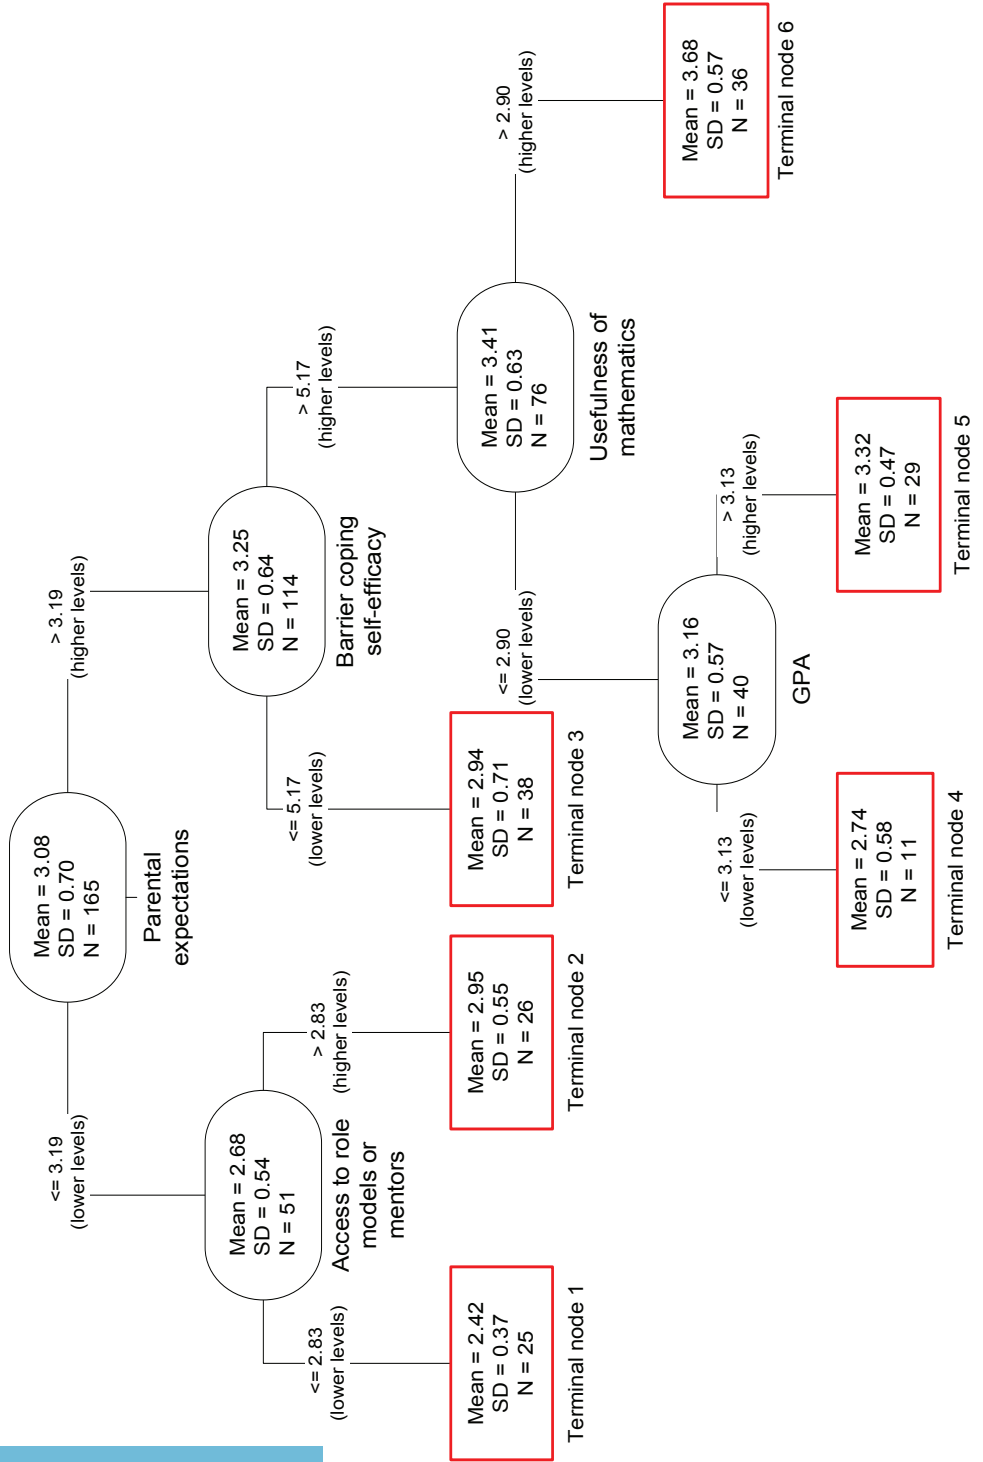 Mean = 3.08
SD = 0.70
N = 165
Parental
expectations
<= 3.19
(lower levels)
> 3.19
(higher levels)
Mean = 2.68
SD = 0.54
N = 51
Access to role
models or
mentors
Mean = 3.25
SD = 0.64
N = 114
Barrier coping
self-efficacy
<= 2.83
(lower levels)
> 2.83
(higher levels)
<= 5.17
(lower levels)
> 5.17
(higher levels)
Mean = 2.42
SD = 0.37
N = 25
Terminal node 1
Mean = 2.95
SD = 0.55
N = 26
Terminal node 2
Mean = 2.94
SD = 0.71
N = 38
Terminal node 3
Mean = 3.41
SD = 0.63
N = 76
Usefulness of
mathematics
<= 2.90
(lower levels)
> 2.90
(higher levels)
Mean = 3.16
SD = 0.57
N = 40
GPA
Mean = 3.68
SD = 0.57
N = 36
Terminal node 6
<= 3.13
(lower levels)
> 3.13
(higher levels)
Mean = 2.74
SD = 0.58
N = 11
Terminal node 4
Mean = 3.32
SD = 0.47
N = 29
Terminal node 5